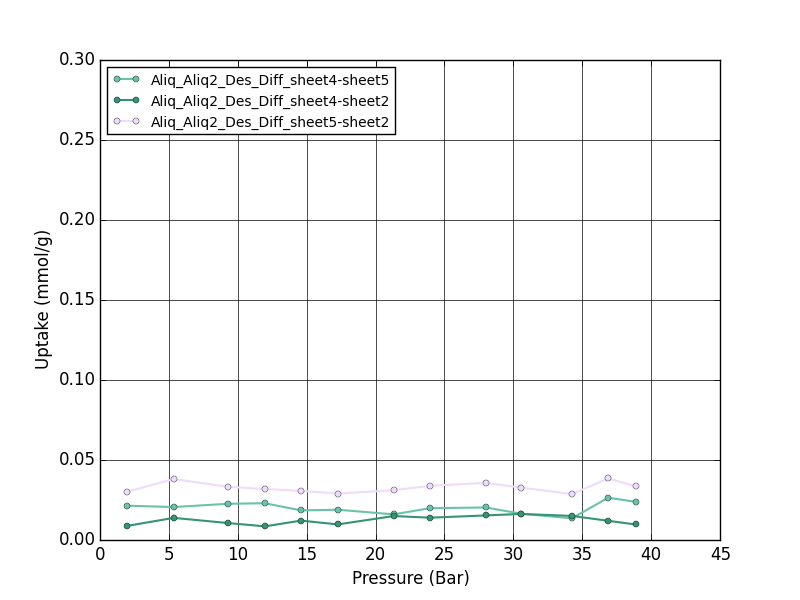 0.30
0.25
0.20
0.15
0.10
0.05
0.00
Uptake (mmol/g)
Aliq_Aliq2_Des_Diff_sheet4-sheet5
Aliq_Aliq2_Des_Diff_sheet4-sheet2
Aliq_Aliq2_Des_Diff_sheet5-sheet2
0 5 10 15 20 25 30 35 40 45
Pressure (Bar)